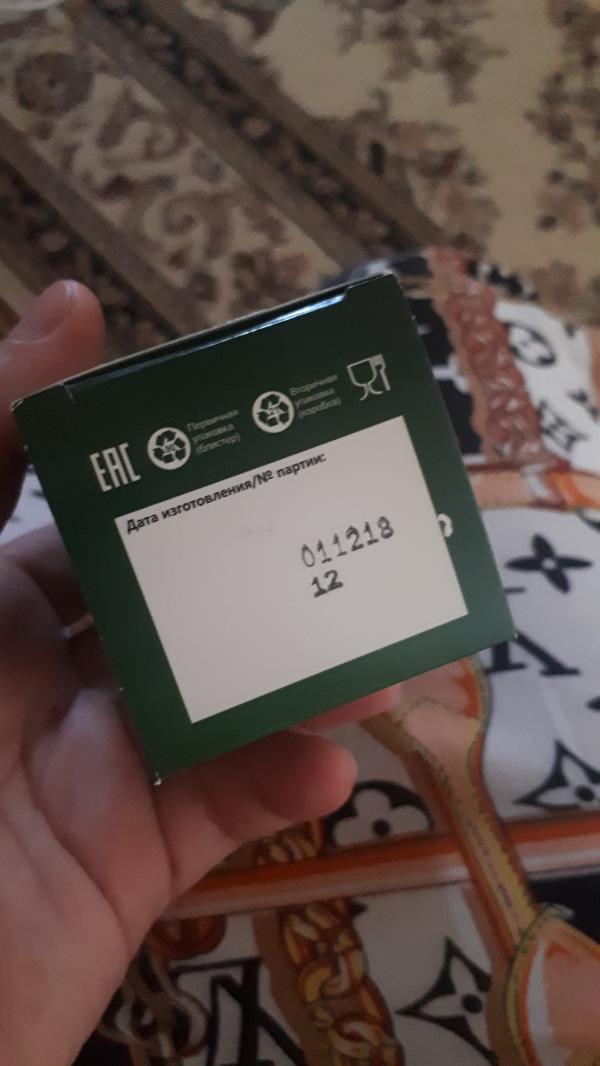 EAC
Первичная
упаковка
(блистер)
Вторичная
упаковка
(коробка)
Дата изготовления/№ партии:
011218
12